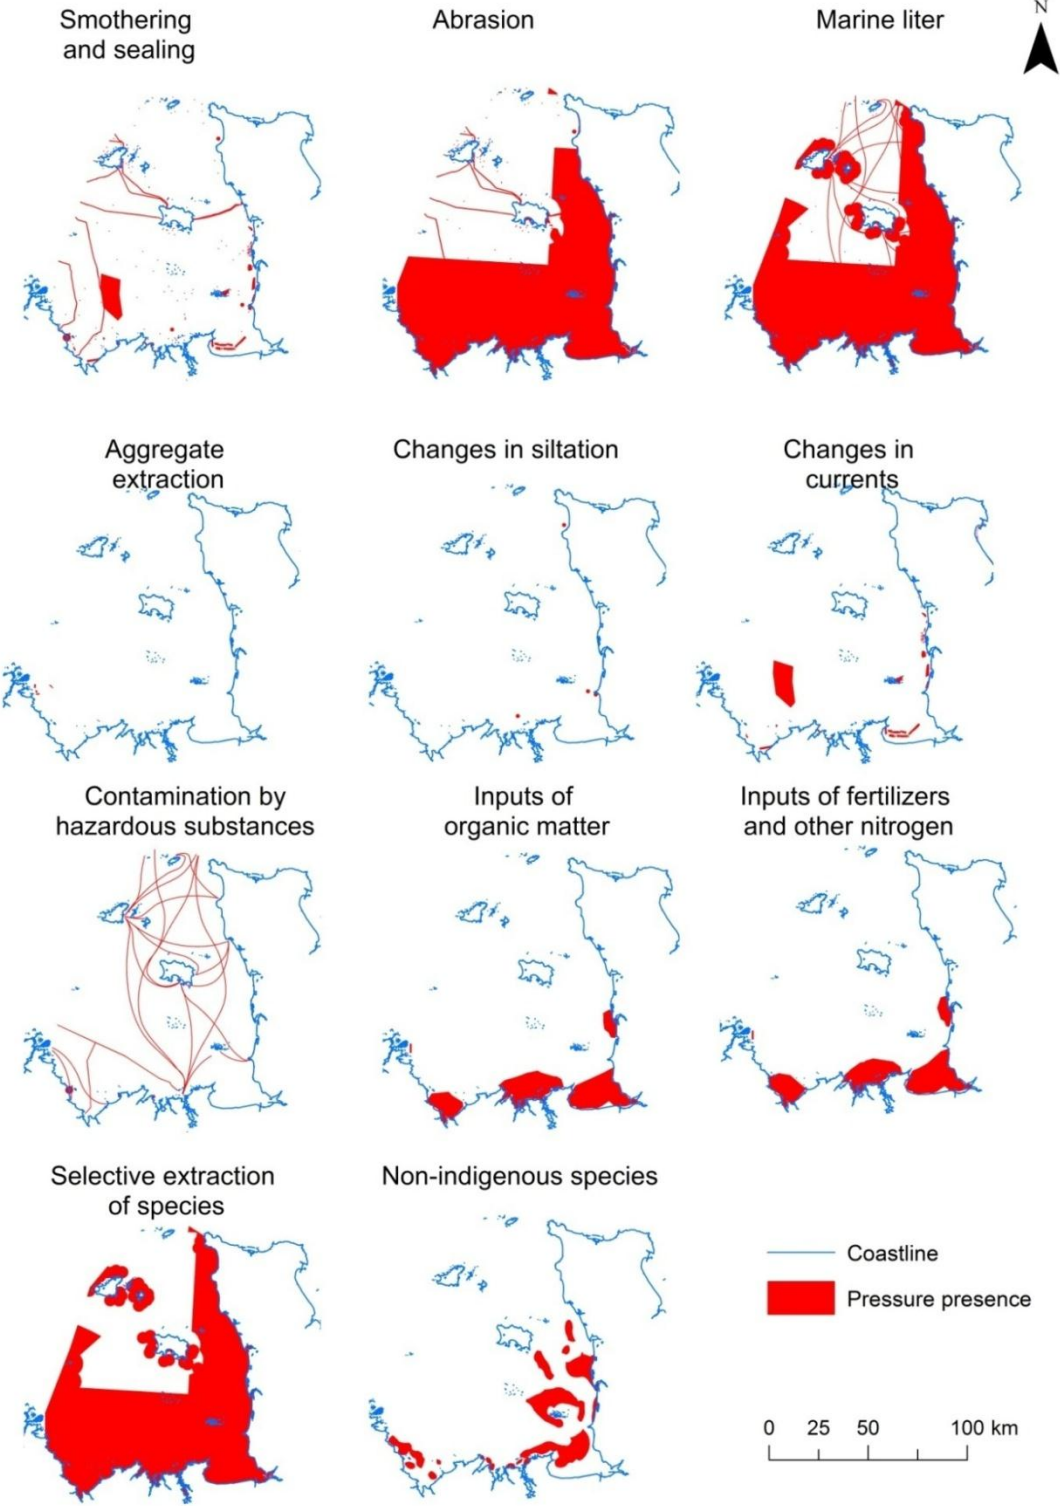 Smothering
and sealing
Abrasion
Marine liter
N
Aggregate
extraction
Changes in siltation
Changes in
currents
Contamination by
hazardous substances
Inputs of
organic matter
Inputs of fertilizers
and other nitrogen
Selective extraction
of species
Non-indigenous species
Coastline
Pressure presence
0 25 50 100 km